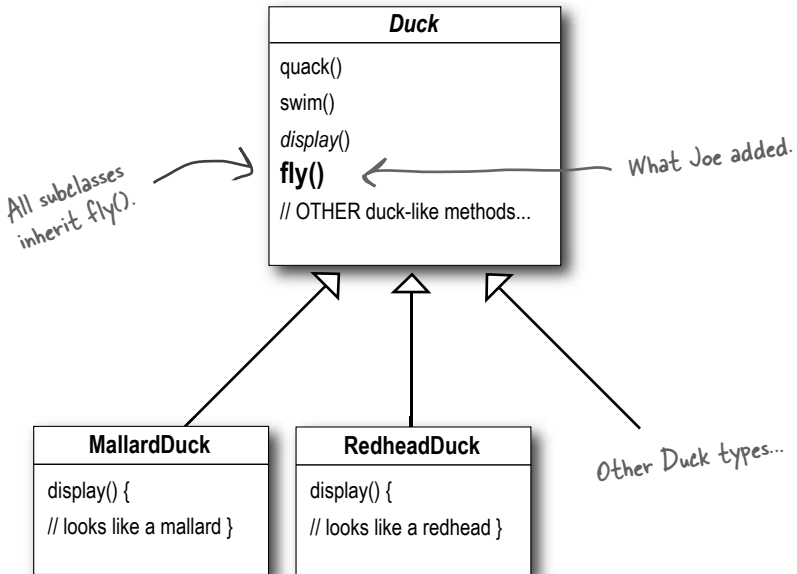 Duck
quack()
swim()
display()
fly()
// OTHER duck-like methods...
All subclasses
inherit fly().
What Joe added.
MallardDuck
display() {
// looks like a mallard }
RedheadDuck
display() {
// looks like a redhead }
Other Duck types...